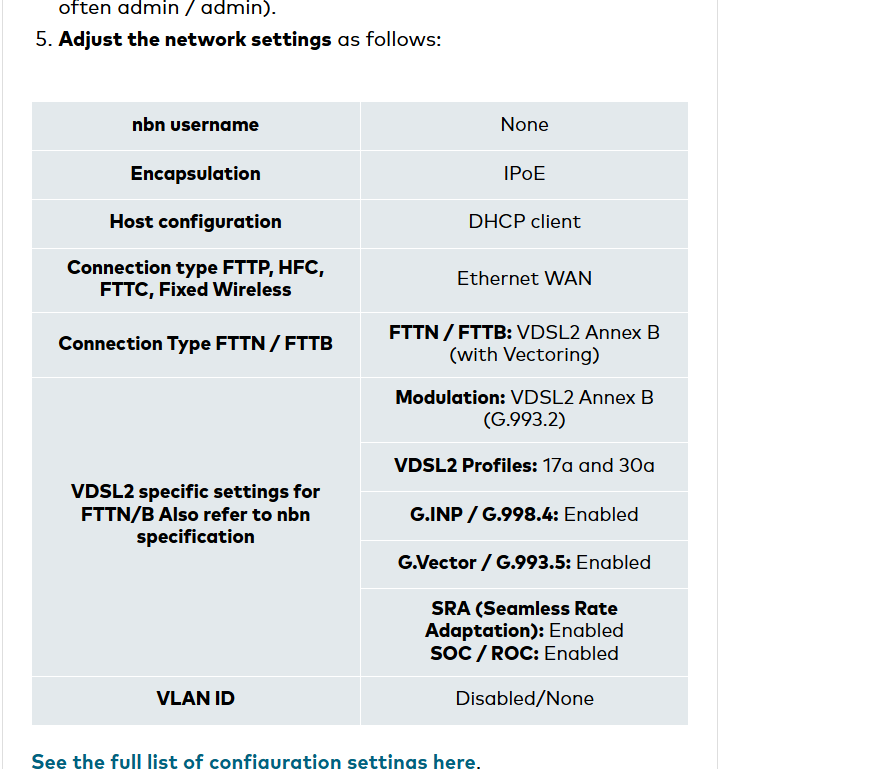 often admin / admin).
5. Adjust the network settings as follows:
nbn username
None
Encapsulation
IPoE
Host configuration
DHCP client
Connection type FTTP, HFC,
FTTC, Fixed Wireless
Ethernet WAN
Connection Type FTTN / FTTB
FTTN / FTTB: VDSL2 Annex B
(with Vectoring)
VDSL2 specific settings for
FTTN/B Also refer to nbn
specification
Modulation: VDSL2 Annex B
(G.993.2)
VDSL2 Profiles: 17a and 30a
G.INP / G.998.4: Enabled
G.Vector / G.993.5: Enabled
SRA (Seamless Rate
Adaptation): Enabled
SOC / ROC: Enabled
VLAN ID
Disabled/None
See the full list of configuration settings here.